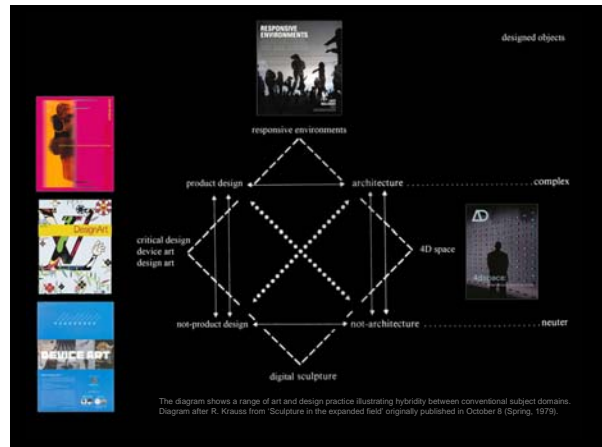 RESPONSIVE
ENVIRONMENTS
designed objects
responsive environments
product design
architecture
complex
DesignArt
critical design
device art
design art
4D space
AD
4dspace:
not-product design
not-architecture
neuter
DEVICE ART
digital sculpture
The diagram shows a range of art and design practice illustrating hybridity between conventional subject domains.
Diagram after R. Krauss from 'Sculpture in the expanded field' originally published in October 8 (Spring, 1979).